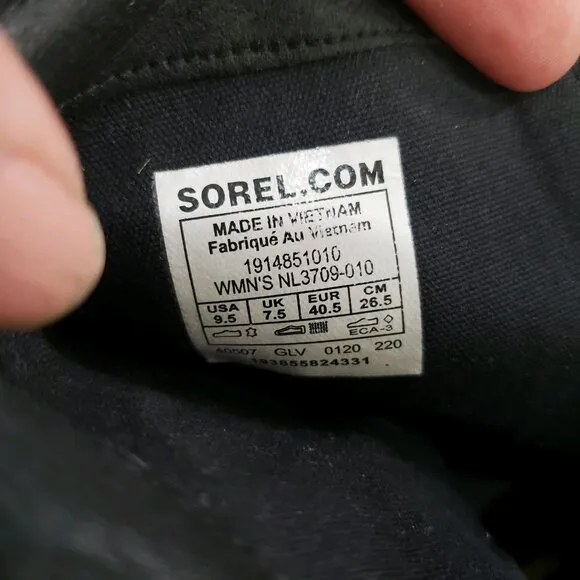 SOREL.COM
MADE IN VIETNAM
Fabriqué Au Vietnam
1914851010
WMN'S NL3709-010
USA UK EUR CM
9.5 7.5 40.5 26.5
ECA-3
40507 GLV 0120 220
193855824331